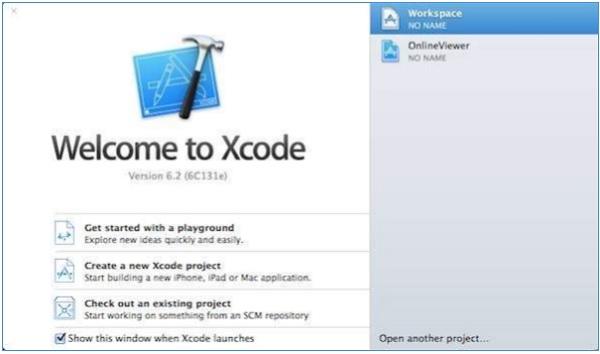 Welcome to Xcode
Version 6.2 (6C131e)
Get started with a playground
Explore new ideas quickly and easily.
Create a new Xcode project
Start building a new iPhone, iPad or Mac application.
Check out an existing project
Start working on something from an SCM repository
Show this window when Xcode launches
Workspace
NO NAME
OnlineViewer
NO NAME
Open another project...